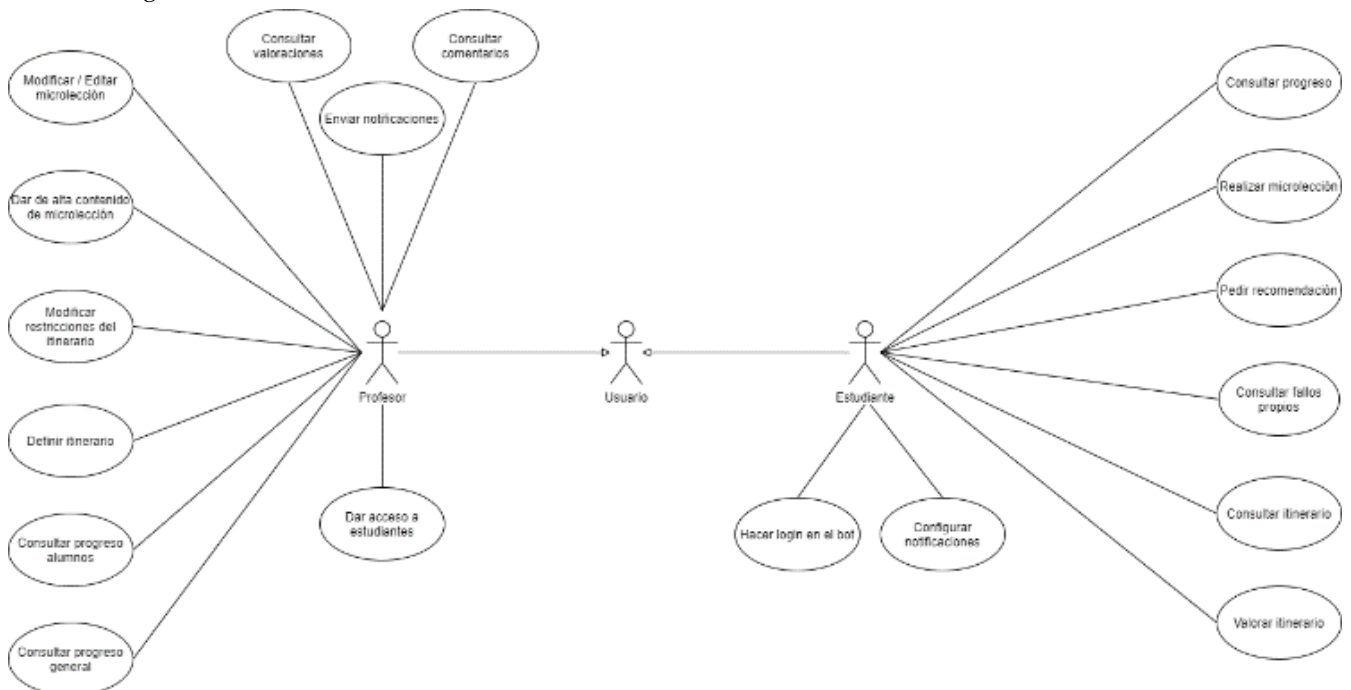 Consultar
valoraciones
Consultar
comentarios
Modificar / Editar
microlección
Enviar notificaciones
Consultar progreso
Dar de alta contenido
de microlección
Realizar microlección
Modificar
restricciones del
itinerario
Pedir recomendación
Profesor
Usuario
Estudiante
Consultar fallos
propios
Definir itinerario
Dar acceso a
estudiantes
Hacer login en el bot
Configurar
notificaciones
Consultar itinerario
Consultar progreso
alumnos
Valorar itinerario
Consultar progreso
general